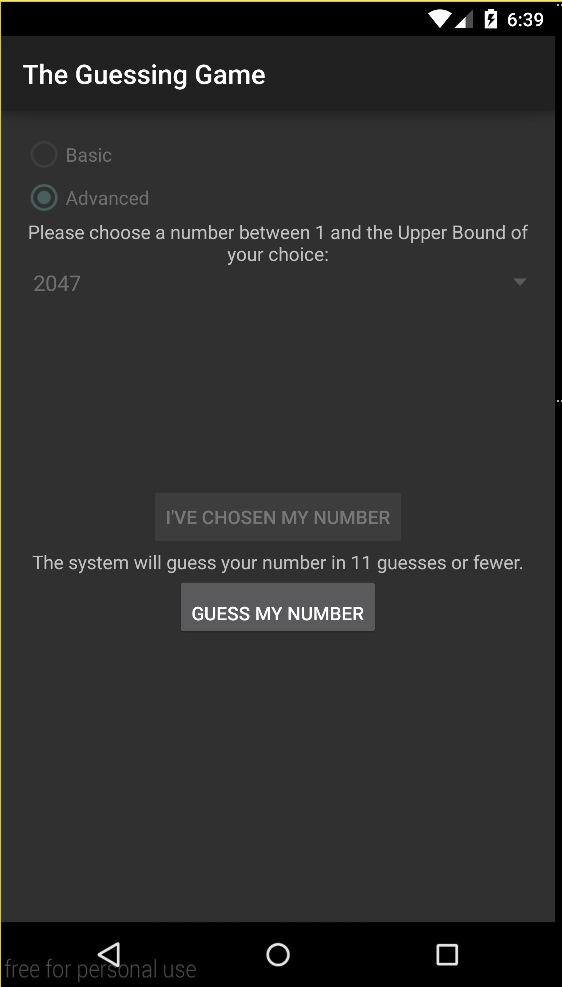 6:39
The Guessing Game
Basic
Advanced
Please choose a number between 1 and the Upper Bound of
your choice:
2047
I'VE CHOSEN MY NUMBER
The system will guess your number in 11 guesses or fewer.
GUESS MY NUMBER
free for personal use